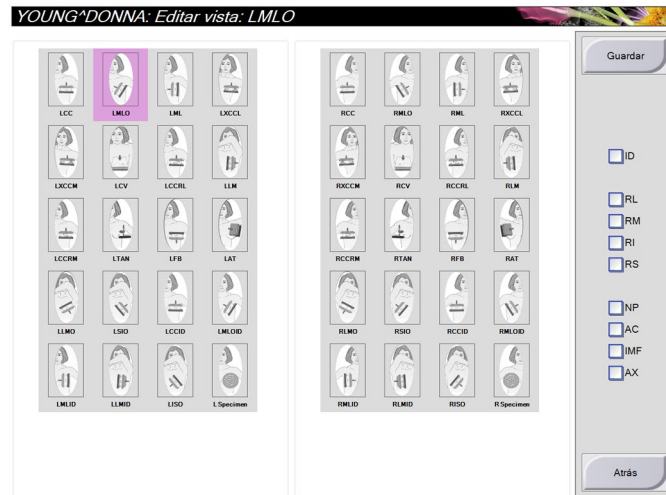 YOUNG^DONNA: Editar vista: LMLO
LCC LMLO LML LXCCL
LXCCM LCV LCCRL LLM
LCCRM LTAN LFB LAT
LLMO LSIO LCCID LMLOID
LMLID LLMID LISO L Specimen
RCC RMLO RML RXCCL
RXCCM RCV RCCRL RLM
RCCRM RTAN RFB RAT
RLMO RSIO RCCID RMLOID
RMLID RLMID RISO R Specimen
Guardar
ID
RL
RM
RI
RS
NP
AC
IMF
AX
Atrás